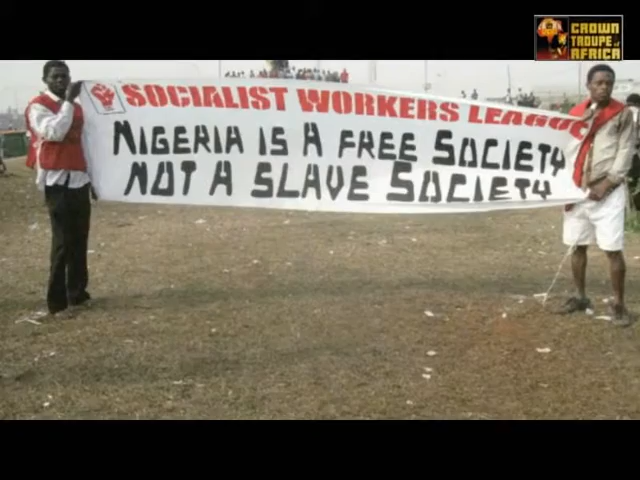 CROWN
TROUPE of
AFRICA
SOCIALIST WORKERS LEAGUE
NIGERIA IS A FREE SOCIETY
NOT A SLAVE SOCIETY